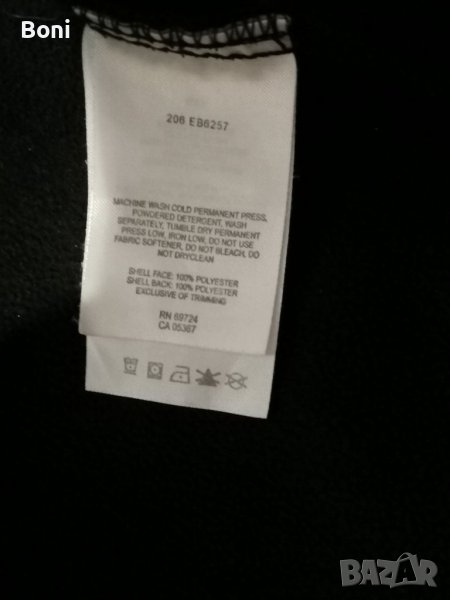 Boni
206 EB6257
MACHINE WASH COLD PERMANENT PRESS,
POWDERED DETERGENT, WASH
SEPARATELY, TUMBLE DRY PERMANENT
PRESS LOW, IRON LOW, DO NOT USE
FABRIC SOFTENER, DO NOT BLEACH, DO
NOT DRYCLEAN
SHELL FACE: 100% POLYESTER
SHELL BACK: 100% POLYESTER
EXCLUSIVE OF TRIMMING
RN 69724
CA 05367
BAZAR